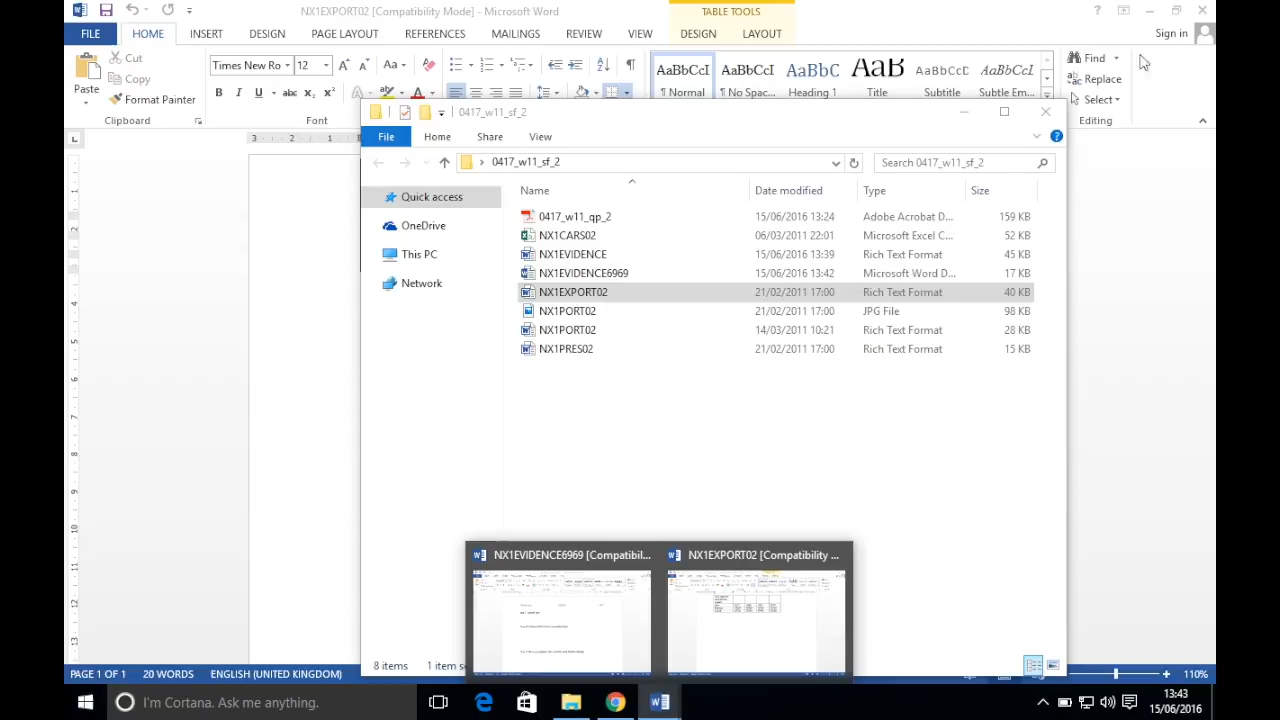 NX1EXPORT02 [Compatibility Mode] - Microsoft Word
TABLE TOOLS
FILE HOME INSERT DESIGN PAGE LAYOUT REFERENCES MAILINGS REVIEW VIEW DESIGN LAYOUT Sign in
Paste
Cut
Copy
Format Painter
Clipboard
Times New Ro 12
Font
AaBbCcI AaBbCcI AaBbC AaB AaBbCcD AaBbCcI
¶ Normal ¶ No Spac... Heading 1 Title Subtitle Subtle Em...
Find
Replace
Select
Editing
0417_w11_sf_2
File Home Share View
0417_w11_sf_2
Search 0417_w11_sf_2
Quick access
OneDrive
This PC
Network
Name Date modified Type Size
0417_w11_qp_2 15/06/2016 13:24 Adobe Acrobat D... 159 KB
NX1CARS02 06/03/2011 22:01 Microsoft Excel C... 52 KB
NX1EVIDENCE 15/06/2016 13:39 Rich Text Format 45 KB
NX1EVIDENCE6969 15/06/2016 13:42 Microsoft Word D... 17 KB
NX1EXPORT02 21/02/2011 17:00 Rich Text Format 40 KB
NX1PORT02 21/02/2011 17:00 JPG File 98 KB
NX1PORT02 14/03/2011 10:21 Rich Text Format 28 KB
NX1PRES02 21/02/2011 17:00 Rich Text Format 15 KB
NX1EVIDENCE6969 [Compatibil... NX1EXPORT02 [Compatibility ...
8 items 1 item se
PAGE 1 OF 1 20 WORDS ENGLISH (UNITED KINGDOM) 110%
I'm Cortana. Ask me anything.
13:43
15/06/2016